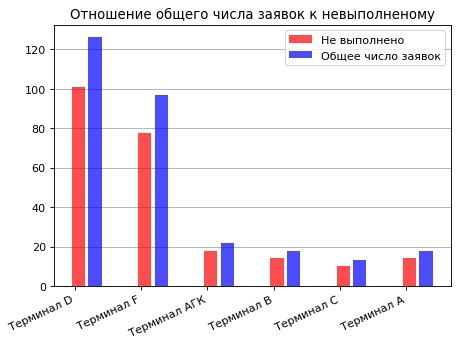 Отношение общего числа заявок к невыполненому
Не выполнено
Общее число заявок
120
100
80
60
40
20
0
Терминал D
Терминал F
Терминал АГК
Терминал B
Терминал C
Терминал A